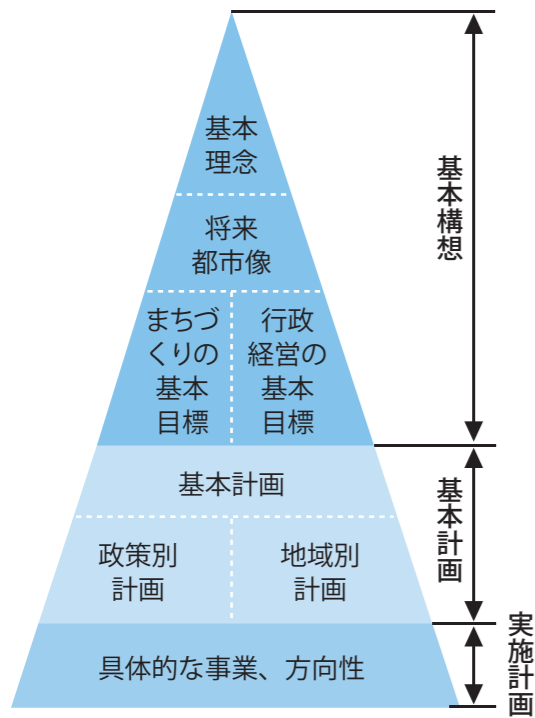 基本
理念
将来
都市像
まちづ
くりの
基本
目標
行政
経営の
基本
目標
基本計画
政策別
計画
地域別
計画
具体的な事業、方向性
基本構想
基本計画
実施計画